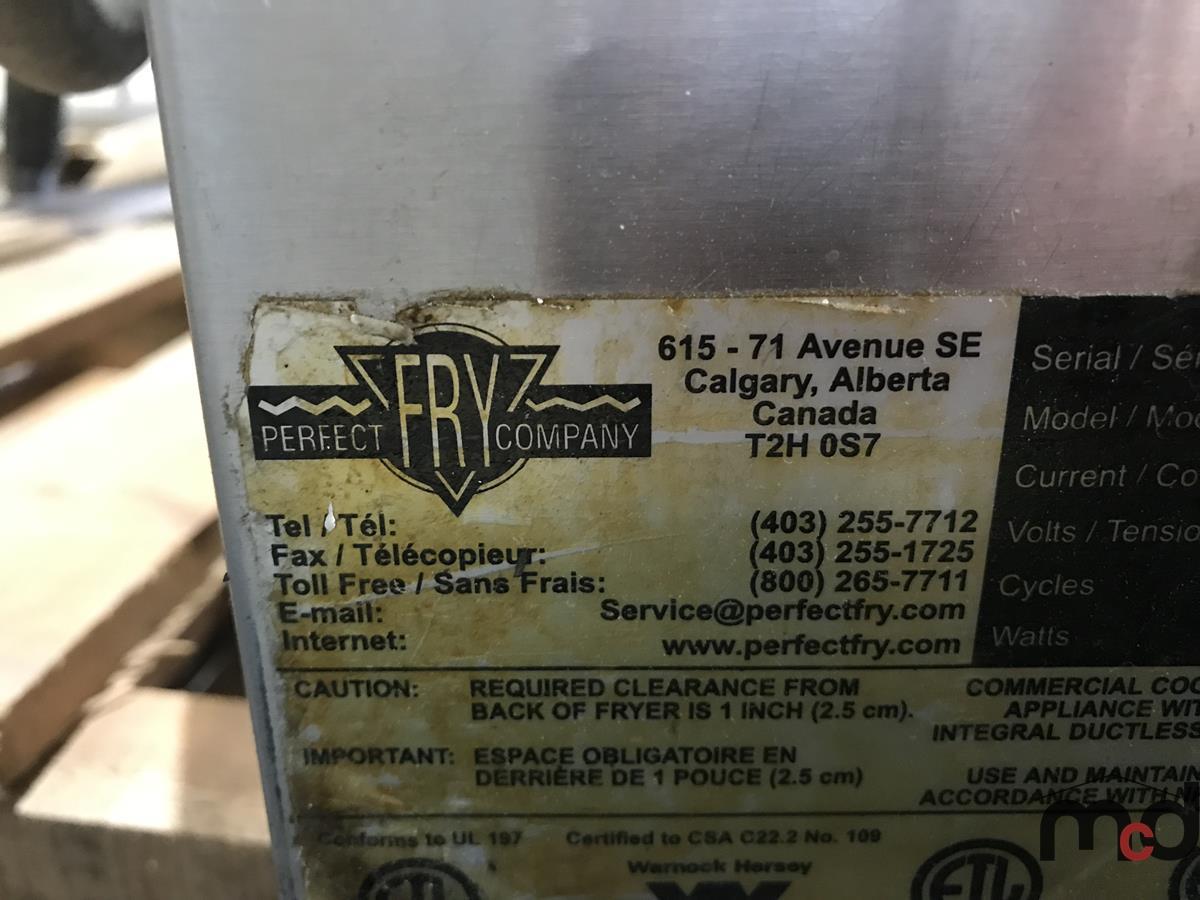 PERFECT FRY COMPANY
615 - 71 Avenue SE
Calgary, Alberta
Canada
T2H 0S7
Tel / Tél: (403) 255-7712
Fax / Télécopieur: (403) 255-1725
Toll Free / Sans Frais: (800) 265-7711
E-mail: Service@perfectfry.com
Internet: www.perfectfry.com
Serial / Sér
Model / Mod
Current / Co
Volts / Tensio
Cycles
Watts
CAUTION: REQUIRED CLEARANCE FROM
BACK OF FRYER IS 1 INCH (2.5 cm).
IMPORTANT: ESPACE OBLIGATOIRE EN
DERRIÈRE DE 1 POUCE (2.5 cm)
COMMERCIAL COO
APPLIANCE WIT
INTEGRAL DUCTLESS
USE AND MAINTAIN
ACCORDANCE WITH N
Conforms to UL 197
Certified to CSA C22.2 No. 109
Warnock Hersey
ETL
mcd